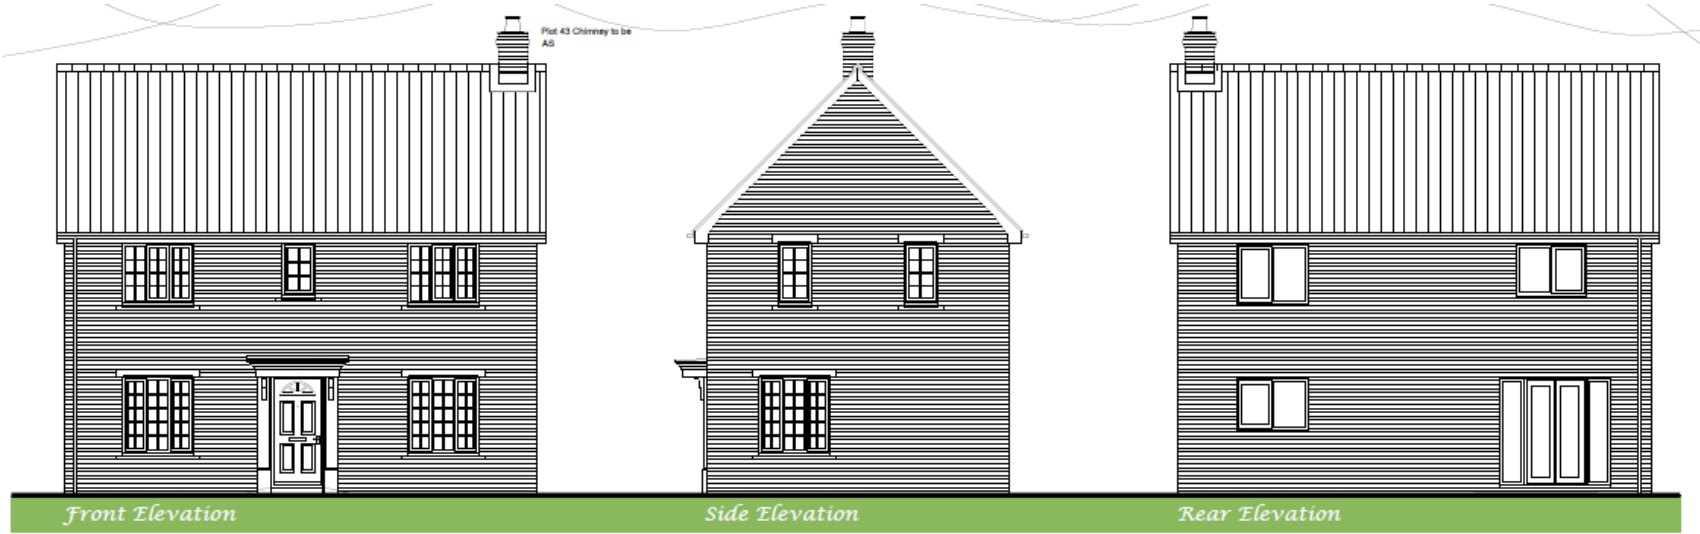 Plot 43 Chimney to be
AS
Front Elevation
Side Elevation
Rear Elevation